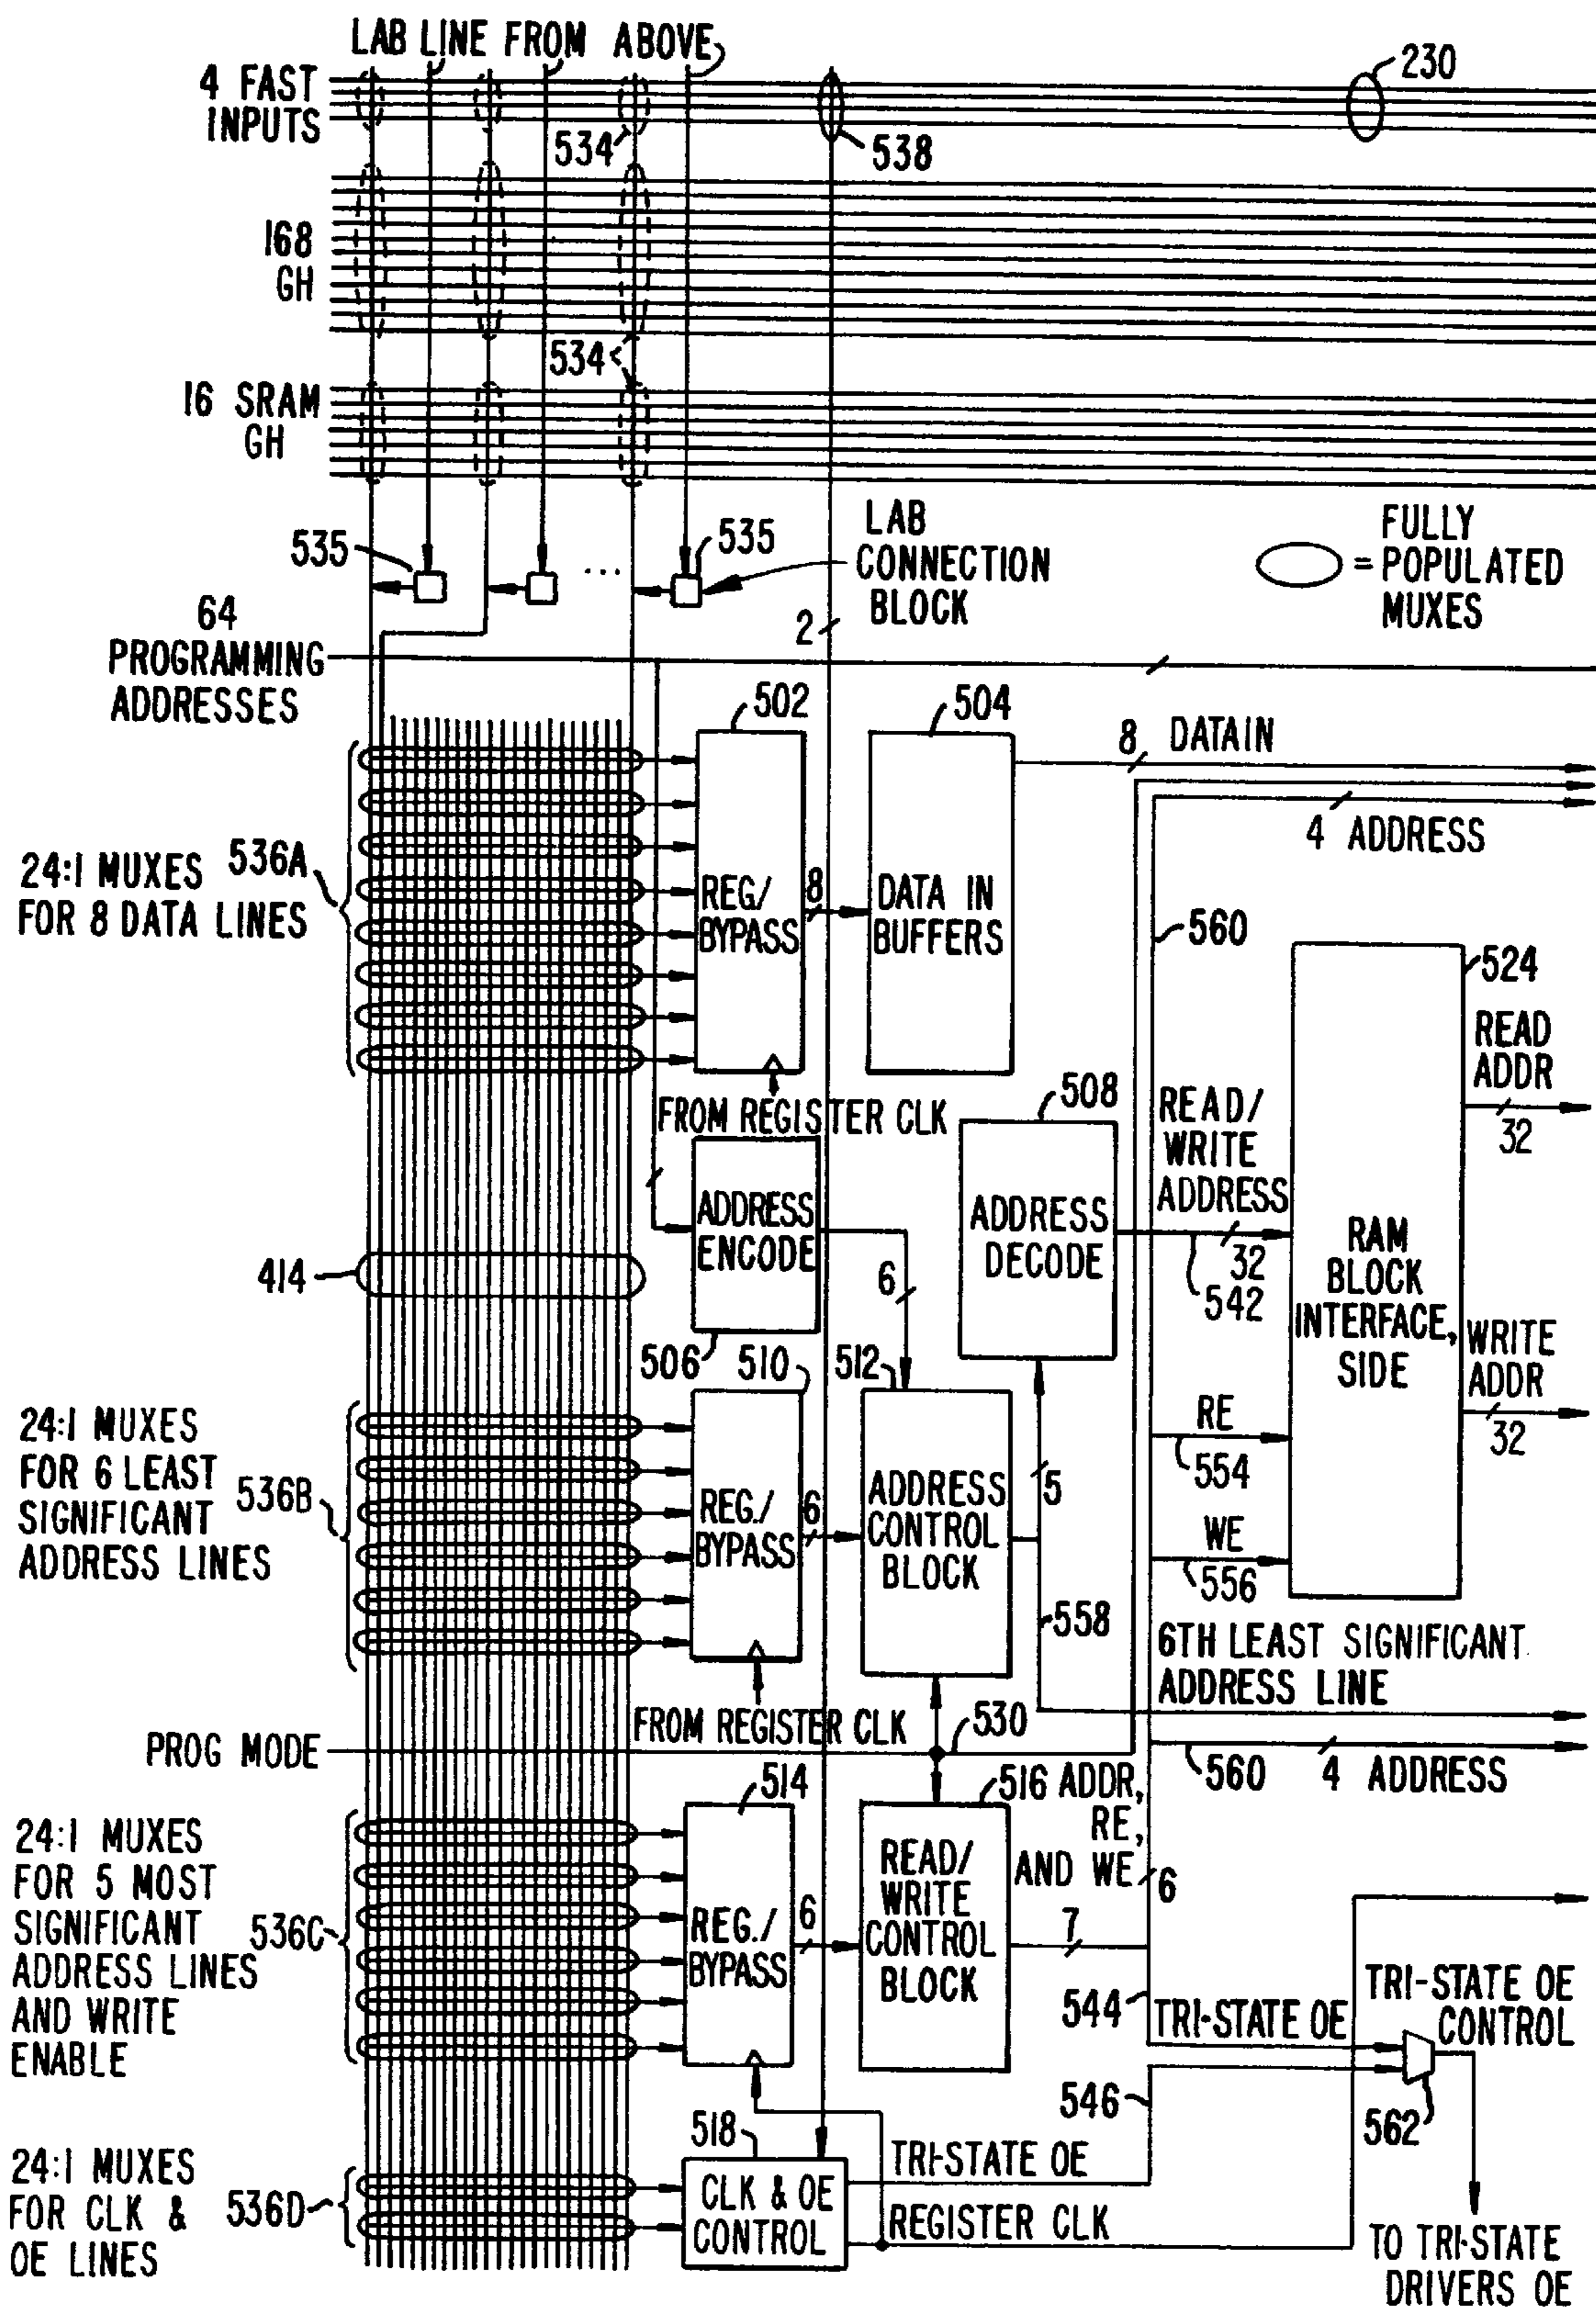 LAB LINE FROM ABOVE
4 FAST
INPUTS
230
534
538
168
GH
534
16 SRAM
GH
535
535
LAB
CONNECTION
BLOCK
FULLY
= POPULATED
MUXES
...
64
PROGRAMMING
ADDRESSES
2
502
504
8 DATAIN
4 ADDRESS
24:1 MUXES
FOR 8 DATA LINES
536A
REG/
BYPASS
8
DATA IN
BUFFERS
560
524
READ
ADDR
32
FROM REGISTER CLK
508
READ/
WRITE
ADDRESS
ADDRESS
ENCODE
ADDRESS
DECODE
32
542
RAM
BLOCK
INTERFACE,
SIDE
414
6
506
510
512
WRITE
ADDR
32
24:1 MUXES
FOR 6 LEAST
SIGNIFICANT
ADDRESS LINES
536B
REG./
BYPASS
6
ADDRESS
CONTROL
BLOCK
5
RE
554
WE
556
558
6TH LEAST SIGNIFICANT
ADDRESS LINE
FROM REGISTER CLK
PROG MODE
530
560 4 ADDRESS
514
516
ADDR,
RE,
AND WE
6
24:1 MUXES
FOR 5 MOST
SIGNIFICANT
ADDRESS LINES
AND WRITE
ENABLE
536C
REG./
BYPASS
6
READ/
WRITE
CONTROL
BLOCK
7
544
TRI-STATE OE
TRI-STATE OE
CONTROL
546
562
518
24:1 MUXES
FOR CLK &
OE LINES
536D
CLK & OE
CONTROL
TRI-STATE OE
REGISTER CLK
TO TRI-STATE
DRIVERS OE